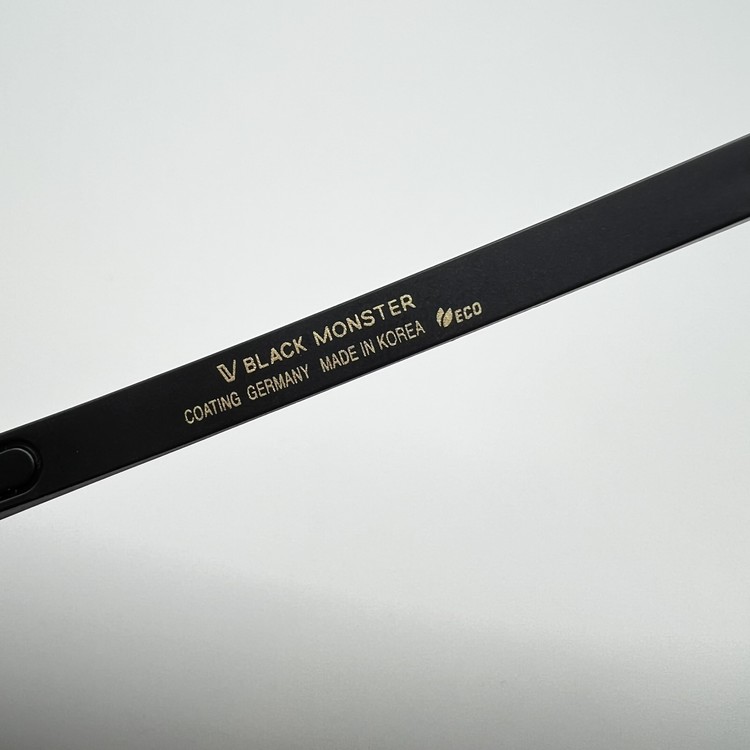 BLACK MONSTER
COATING GERMANY MADE IN KOREA ECO